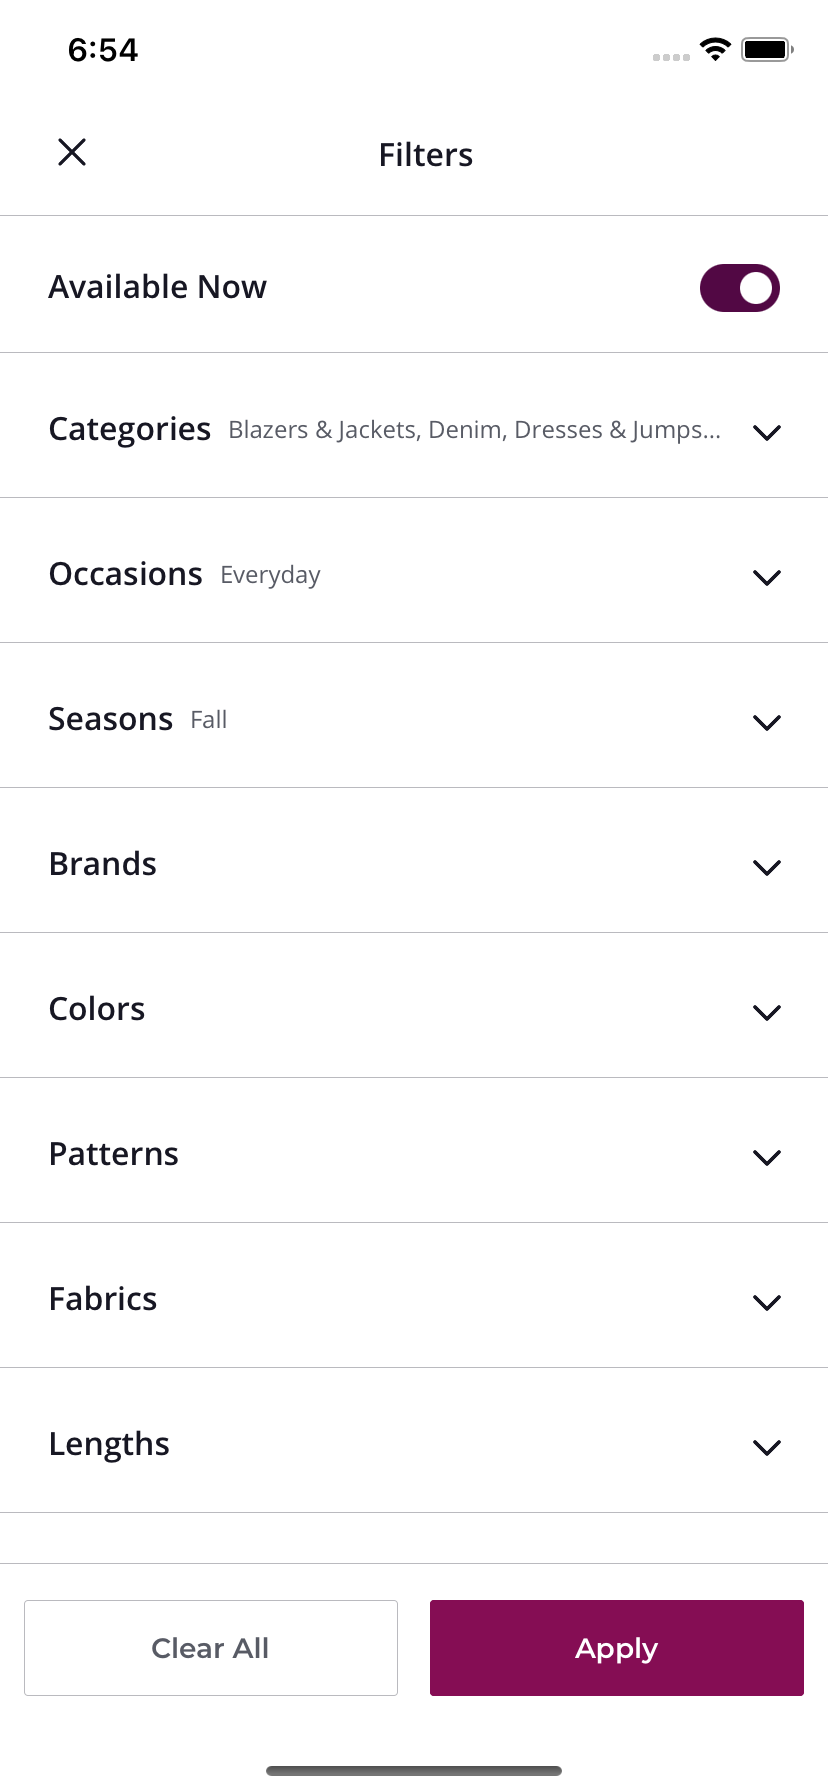 6:54
Filters
Available Now
Categories Blazers & Jackets, Denim, Dresses & Jumps...
Occasions Everyday
Seasons Fall
Brands
Colors
Patterns
Fabrics
Lengths
Clear All Apply